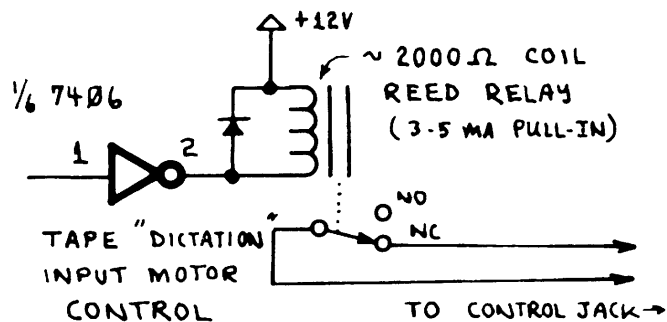 +12V
~ 2000Ω COIL
REED RELAY
(3-5 MA PULL-IN)
1/6 7406
1
2
NO
NC
TAPE "DICTATION"
INPUT MOTOR
CONTROL
TO CONTROL JACK→